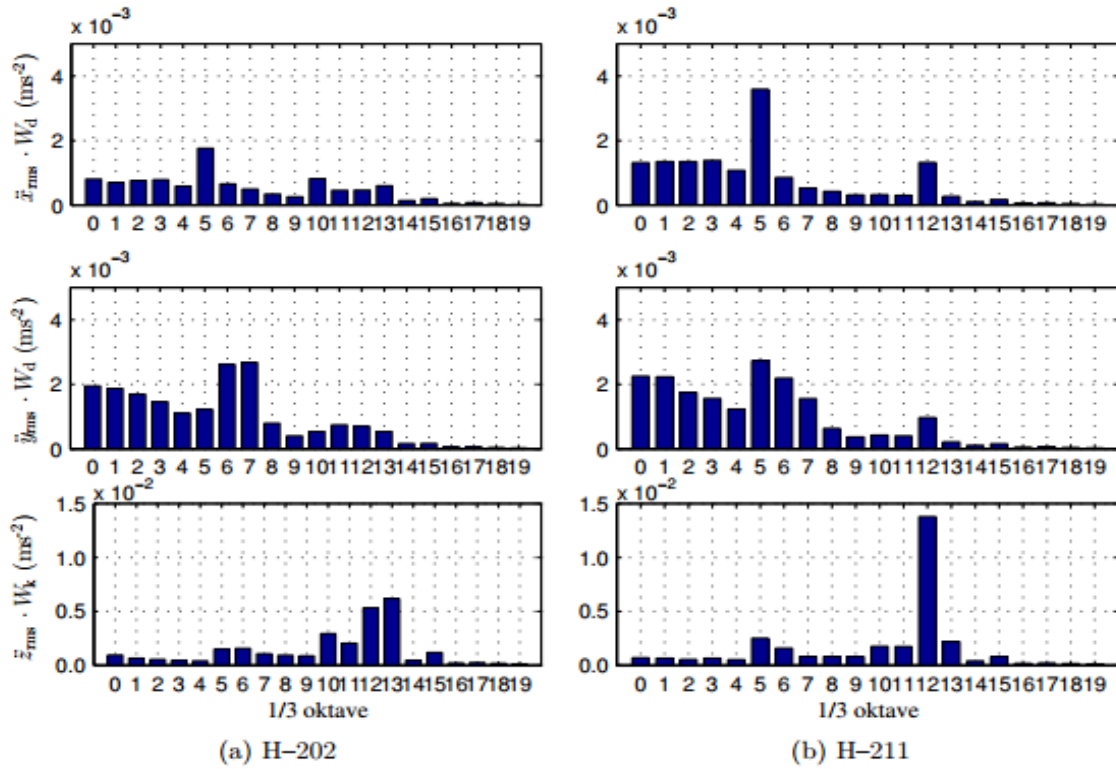 x 10⁻³ x 10⁻³
ẍrms · Wd (ms⁻²)
4 4
2 2
0 0
0 1 2 3 4 5 6 7 8 9 10 11 12 13 14 15 16 17 18 19 0 1 2 3 4 5 6 7 8 9 10 11 12 13 14 15 16 17 18 19
x 10⁻³ x 10⁻³
ÿrms · Wd (ms⁻²)
4 4
2 2
0 0
0 1 2 3 4 5 6 7 8 9 10 11 12 13 14 15 16 17 18 19 0 1 2 3 4 5 6 7 8 9 10 11 12 13 14 15 16 17 18 19
x 10⁻² x 10⁻²
z̈rms · Wk (ms⁻²)
1.5 1.5
1.0 1.0
0.5 0.5
0.0 0.0
0 1 2 3 4 5 6 7 8 9 10 11 12 13 14 15 16 17 18 19 0 1 2 3 4 5 6 7 8 9 10 11 12 13 14 15 16 17 18 19
1/3 oktave 1/3 oktave
(a) H–202 (b) H–211